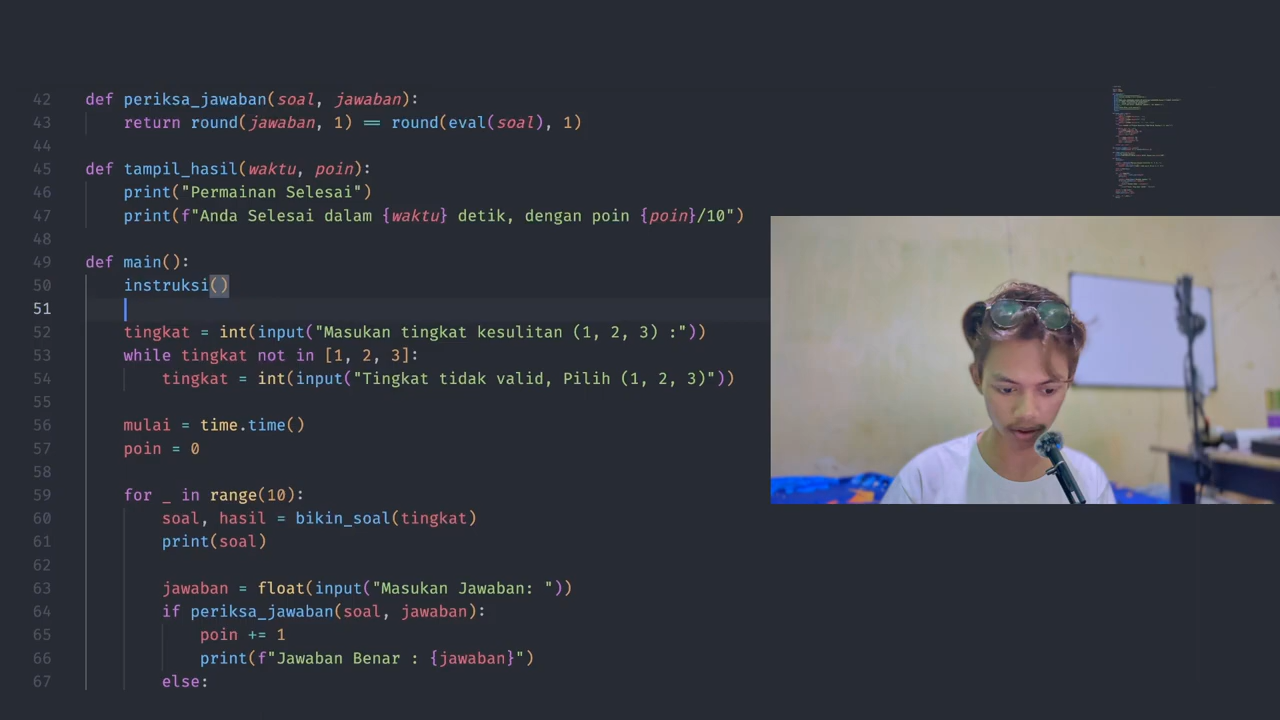 42 def periksa_jawaban(soal, jawaban):
43 return round(jawaban, 1) == round(eval(soal), 1)
44
45 def tampil_hasil(waktu, poin):
46 print("Permainan Selesai")
47 print(f"Anda Selesai dalam {waktu} detik, dengan poin {poin}/10")
48
49 def main():
50 instruksi()
51
52 tingkat = int(input("Masukan tingkat kesulitan (1, 2, 3) :"))
53 while tingkat not in [1, 2, 3]:
54 tingkat = int(input("Tingkat tidak valid, Pilih (1, 2, 3)"))
55
56 mulai = time.time()
57 poin = 0
58
59 for _ in range(10):
60 soal, hasil = bikin_soal(tingkat)
61 print(soal)
62
63 jawaban = float(input("Masukan Jawaban: "))
64 if periksa_jawaban(soal, jawaban):
65 poin += 1
66 print(f"Jawaban Benar : {jawaban}")
67 else: